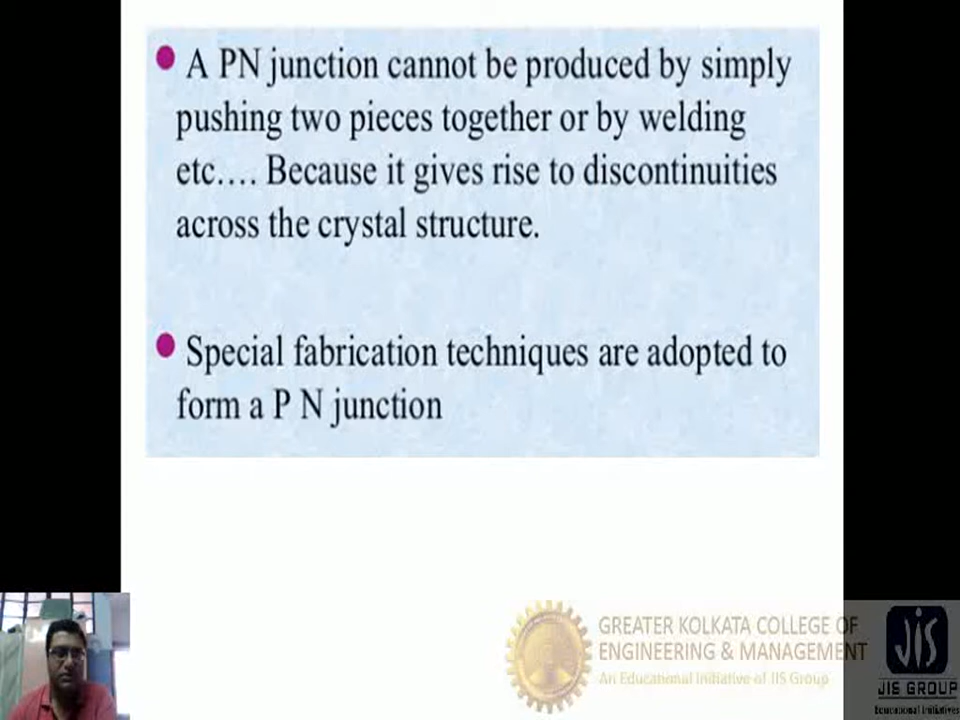 A PN junction cannot be produced by simply
pushing two pieces together or by welding
etc…. Because it gives rise to discontinuities
across the crystal structure.
Special fabrication techniques are adopted to
form a P N junction
GREATER KOLKATA COLLEGE OF
ENGINEERING & MANAGEMENT
An Educational Initiative of JIS Group
JIS
JIS GROUP
Educational Initiatives